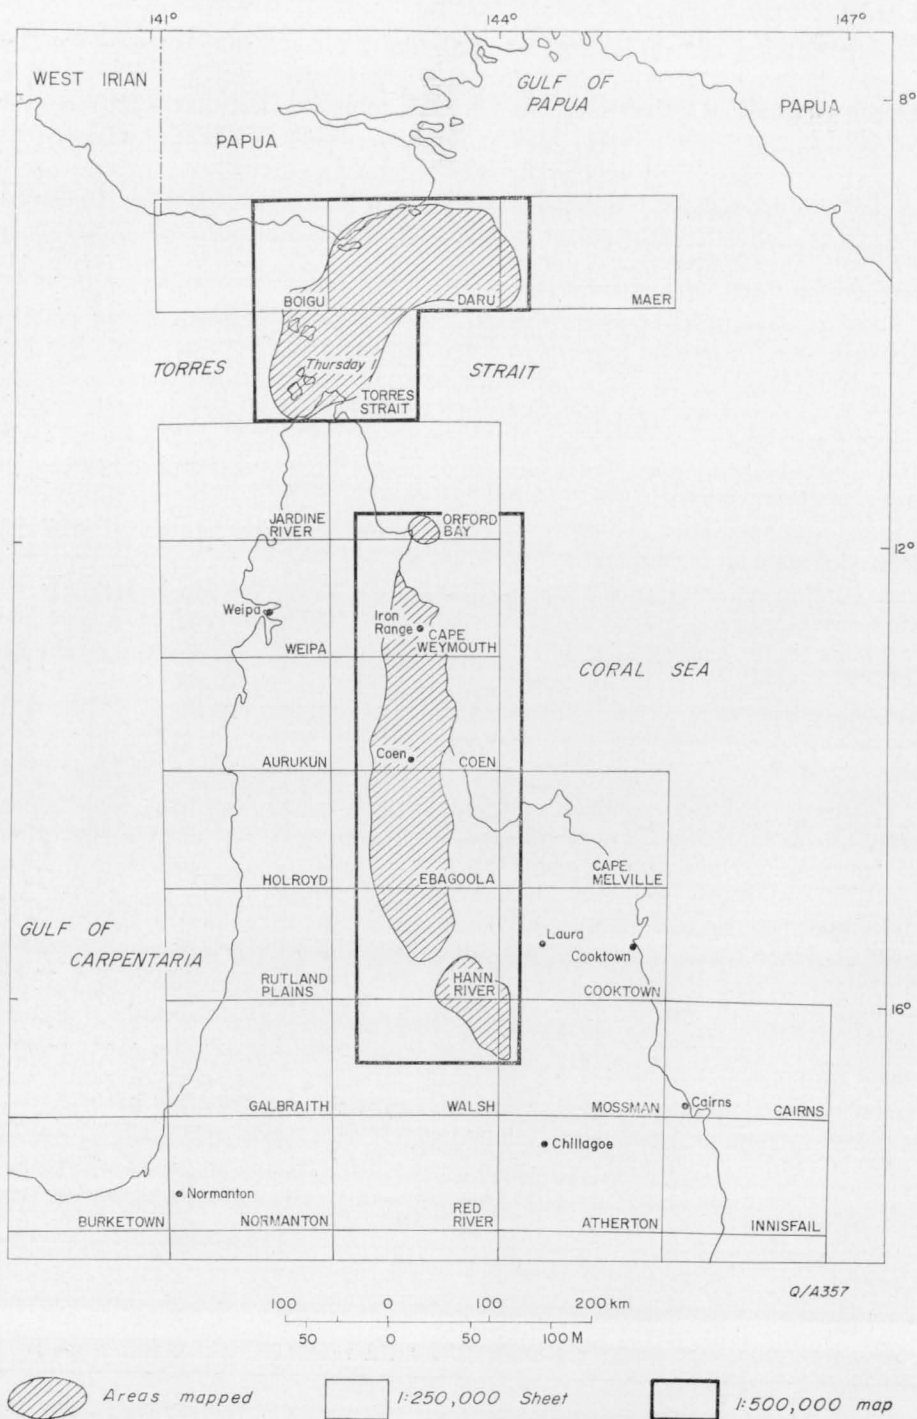 141° 144° 147°
WEST IRIAN
GULF OF
PAPUA
PAPUA
8°
PAPUA
BOIGU DARU MAER
TORRES Thursday I STRAIT
TORRES
STRAIT
JARDINE
RIVER
ORFORD
BAY
12°
Weipa
Iron
Range
CAPE
WEYMOUTH
WEIPA
CORAL SEA
Coen
AURUKUN COEN
CAPE
MELVILLE
HOLROYD EBAGOOLA
GULF OF
CARPENTARIA
Laura
Cooktown
RUTLAND
PLAINS
HANN
RIVER
COOKTOWN
16°
Cairns
GALBRAITH WALSH MOSSMAN CAIRNS
Chillagoe
Normanton
BURKETOWN NORMANTON
RED
RIVER
ATHERTON INNISFAIL
Q/A357
100 0 100 200 km
50 0 50 100 M
Areas mapped 1:250,000 Sheet 1:500,000 map